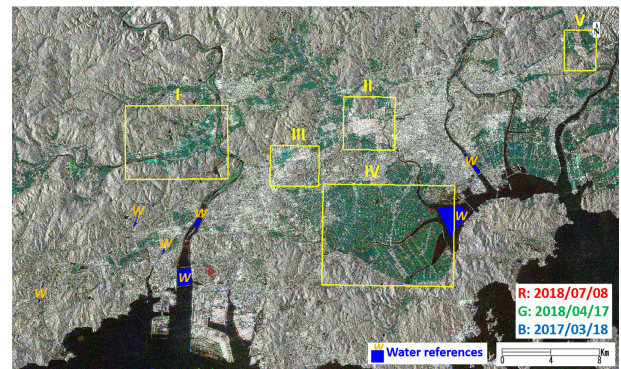 V
N
I
II
III
W
IV
W
W
W
W
W
W
R: 2018/07/08
G: 2018/04/17
B: 2017/03/18
W Water references
0 4 8 Km